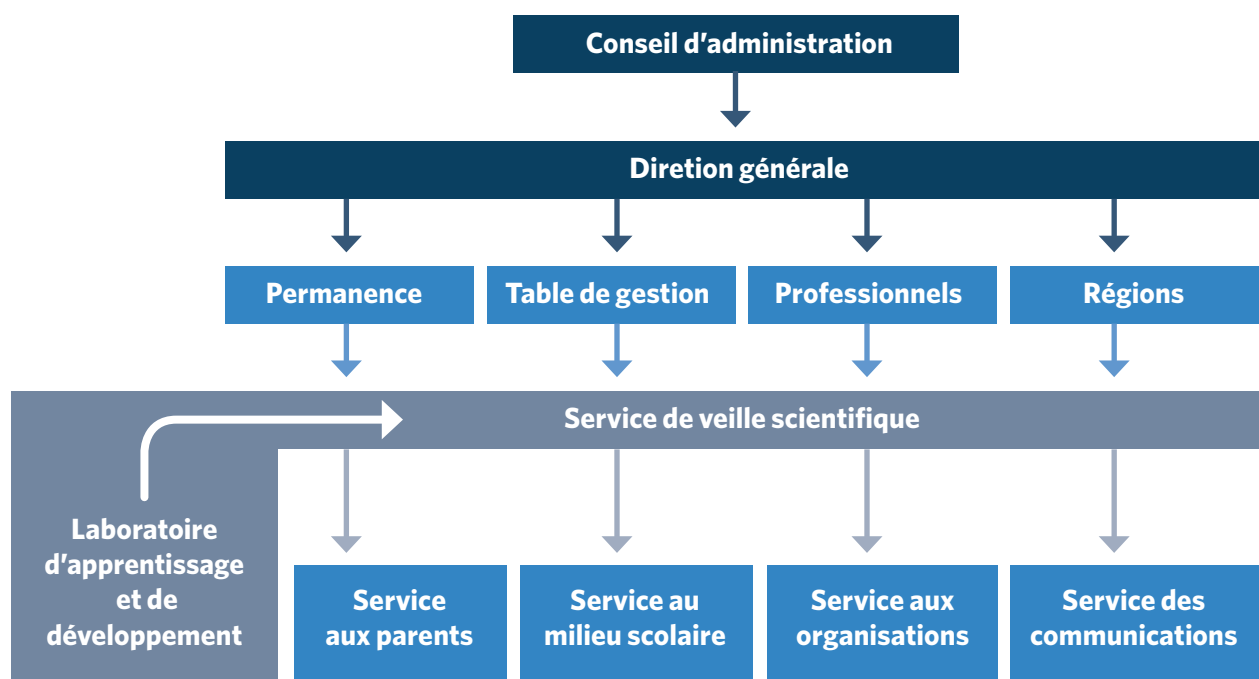 Conseil d'administration
Diretion générale
Permanence
Table de gestion
Professionnels
Régions
Service de veille scientifique
Laboratoire
d'apprentissage
et de
développement
Service
aux parents
Service au
milieu scolaire
Service aux
organisations
Service des
communications